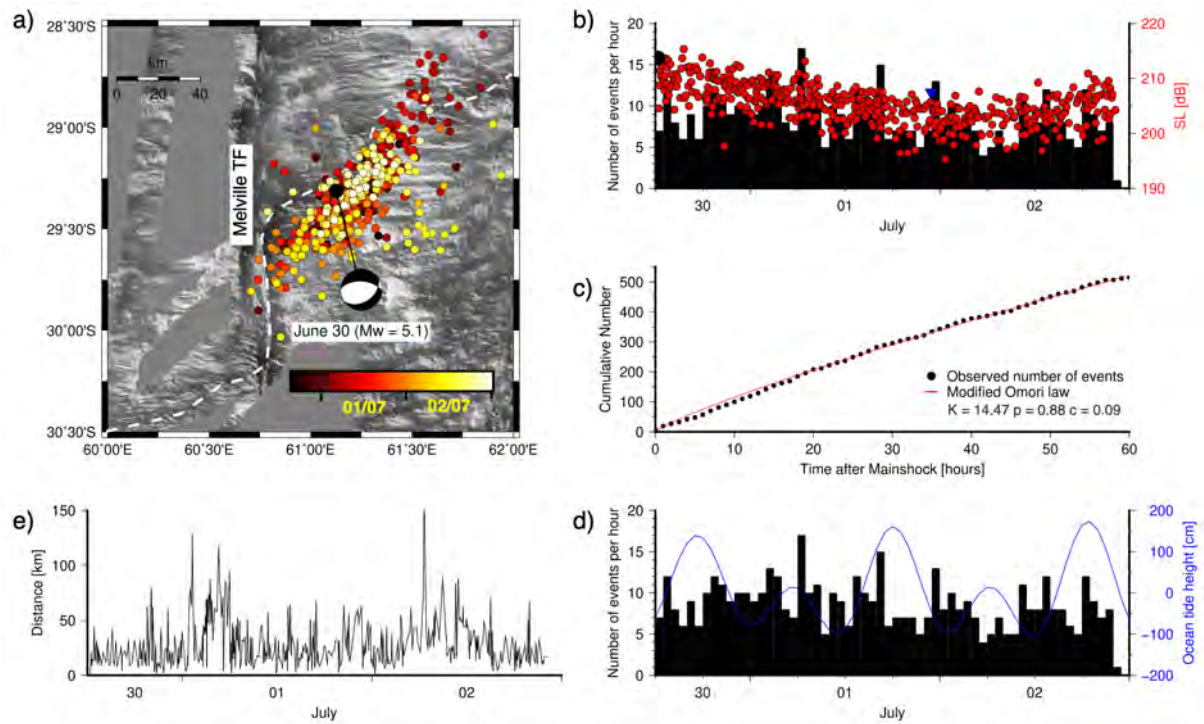 a)
28˚30'S
29˚00'S
29˚30'S
30˚00'S
30˚30'S
60˚00'E
60˚30'E
61˚00'E
61˚30'E
62˚00'E
km
0 20 40
Melville TF
June 30 (Mw = 5.1)
01/07 02/07
b)
Number of events per hour
0
5
10
15
20
SL [dB]
190
200
210
220
30 01 02
July
c)
Cumulative Number
0
100
200
300
400
500
Observed number of events
Modified Omori law
K = 14.47 p = 0.88 c = 0.09
0 10 20 30 40 50 60
Time after Mainshock [hours]
e)
Distance [km]
0
50
100
150
30 01 02
July
d)
Number of events per hour
0
5
10
15
20
Ocean tide height [cm]
−200
−100
0
100
200
30 01 02
July